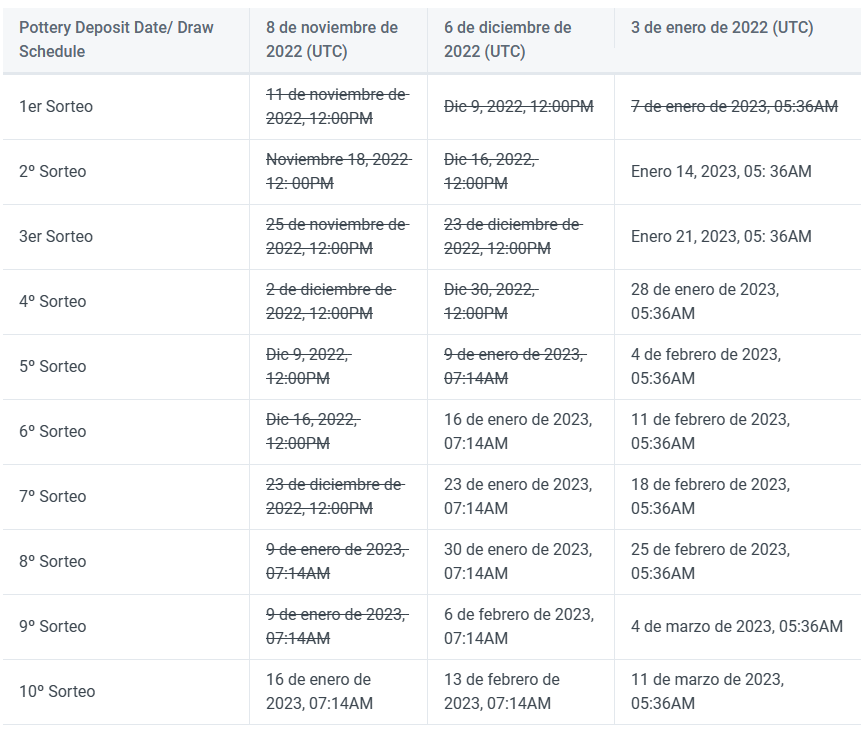 Pottery Deposit Date/ Draw Schedule
8 de noviembre de 2022 (UTC)
6 de diciembre de 2022 (UTC)
3 de enero de 2022 (UTC)
1er Sorteo
11 de noviembre de 2022, 12:00PM
Dic 9, 2022, 12:00PM
7 de enero de 2023, 05:36AM
2º Sorteo
Noviembre 18, 2022 12: 00PM
Dic 16, 2022, 12:00PM
Enero 14, 2023, 05: 36AM
3er Sorteo
25 de noviembre de 2022, 12:00PM
23 de diciembre de 2022, 12:00PM
Enero 21, 2023, 05: 36AM
4º Sorteo
2 de diciembre de 2022, 12:00PM
Dic 30, 2022, 12:00PM
28 de enero de 2023, 05:36AM
5º Sorteo
Dic 9, 2022, 12:00PM
9 de enero de 2023, 07:14AM
4 de febrero de 2023, 05:36AM
6º Sorteo
Dic 16, 2022, 12:00PM
16 de enero de 2023, 07:14AM
11 de febrero de 2023, 05:36AM
7º Sorteo
23 de diciembre de 2022, 12:00PM
23 de enero de 2023, 07:14AM
18 de febrero de 2023, 05:36AM
8º Sorteo
9 de enero de 2023, 07:14AM
30 de enero de 2023, 07:14AM
25 de febrero de 2023, 05:36AM
9º Sorteo
9 de enero de 2023, 07:14AM
6 de febrero de 2023, 07:14AM
4 de marzo de 2023, 05:36AM
10º Sorteo
16 de enero de 2023, 07:14AM
13 de febrero de 2023, 07:14AM
11 de marzo de 2023, 05:36AM